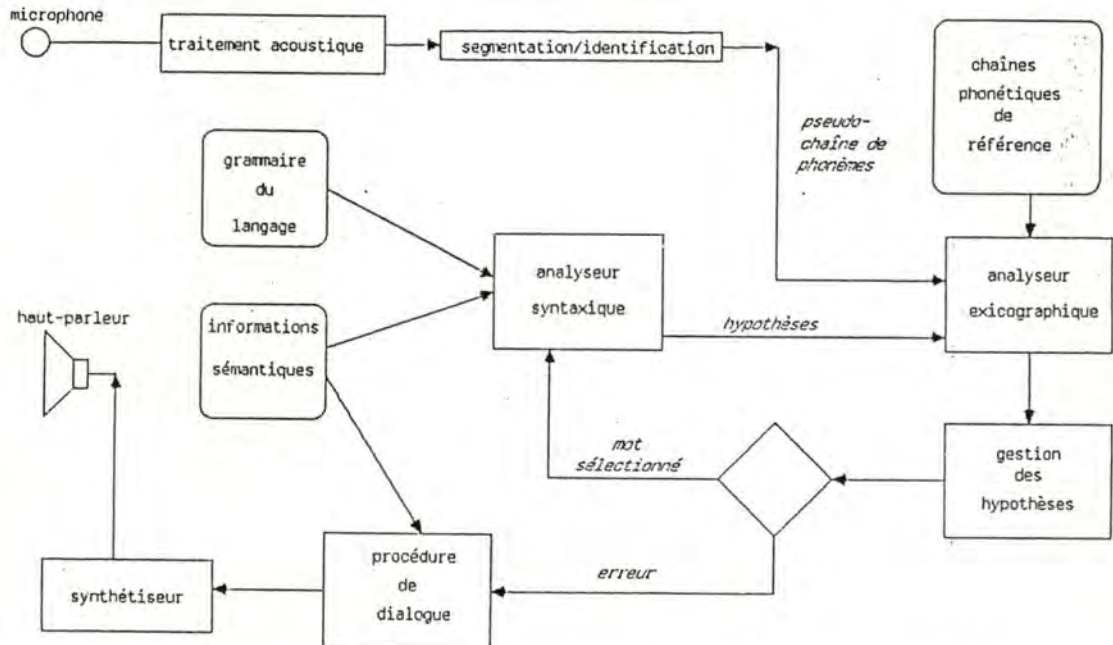 microphone
traitement acoustique
segmentation/identification
chaînes
phonétiques
de
référence
pseudo-
chaîne de
phonèmes
grammaire
du
langage
analyseur
syntaxique
analyseur
exicographique
haut-parleur
informations
sémantiques
hypothèses
mot
sélectionné
gestion
des
hypothèses
procédure
de
dialogue
erreur
synthétiseur